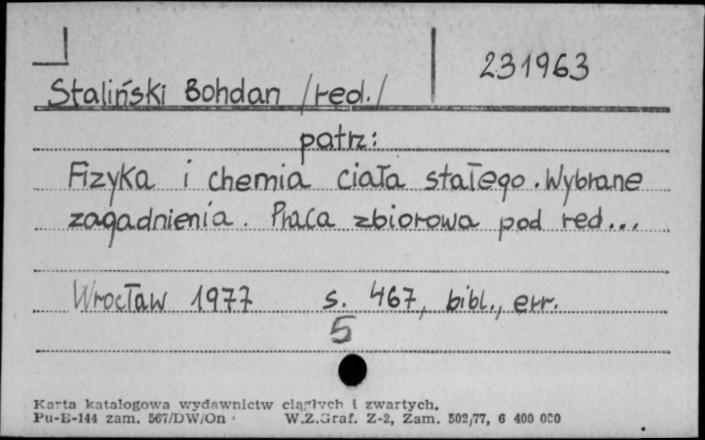 231963
Staliński Bohdan /red./
patrz:
Fizyka i chemia ciała stałego. Wybrane
zagadnienia. Praca zbiorowa pod red...
Wrocław 1977 s. 467, bibl., err.
5
Karta katalogowa wydawnictw ciągłych i zwartych.
Pu-E-144 zam. 567/DW/On W.Z.Graf. Z-2, Zam. 502/77, 6 400 000